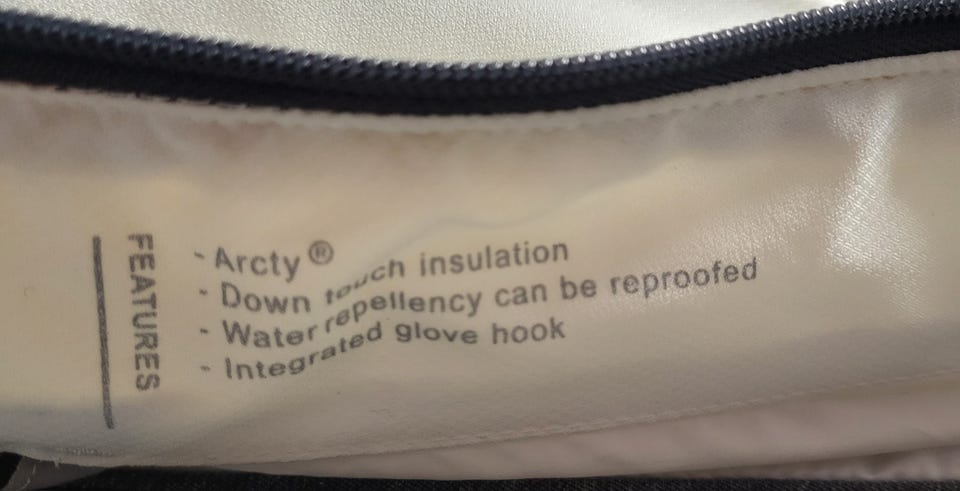 FEATURES
- Arcty®
- Down touch insulation
- Water repellency can be reproofed
- Integrated glove hook